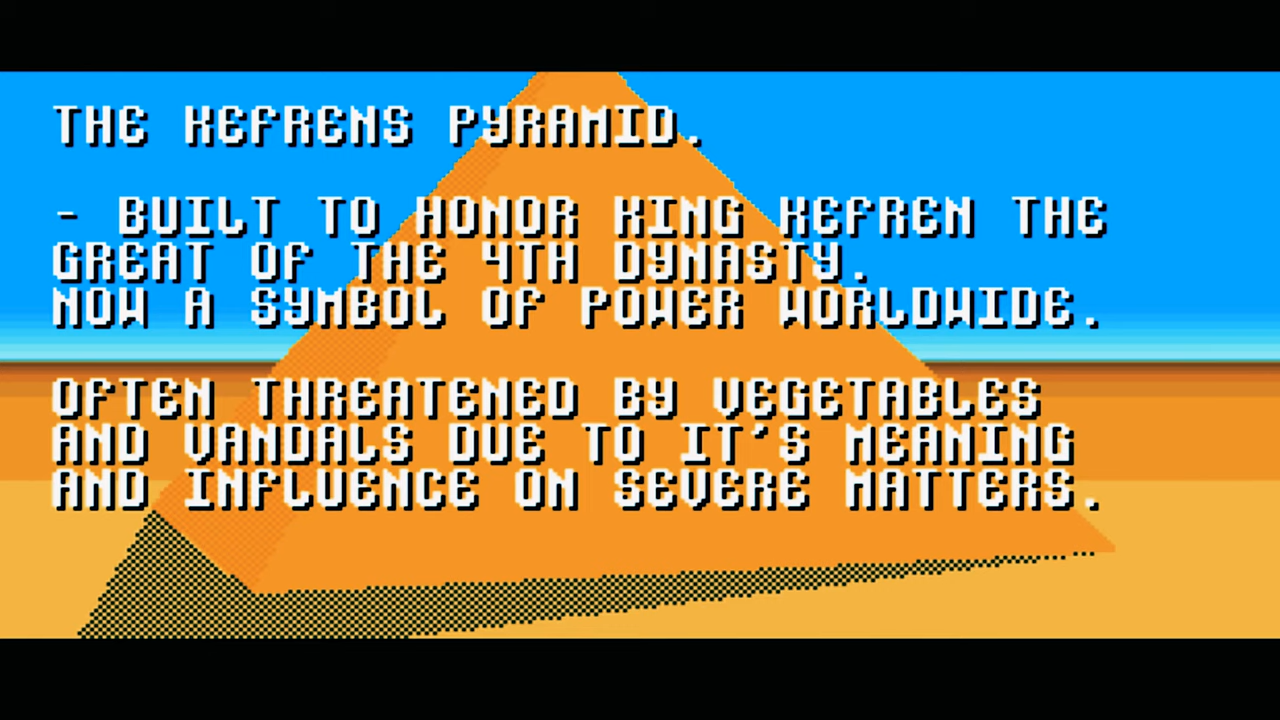 THE KEFRENS PYRAMID.
- BUILT TO HONOR KING KEFREN THE
GREAT OF THE 4TH DYNASTY.
NOW A SYMBOL OF POWER WORLDWIDE.
OFTEN THREATENED BY VEGETABLES
AND VANDALS DUE TO IT'S MEANING
AND INFLUENCE ON SEVERE MATTERS.